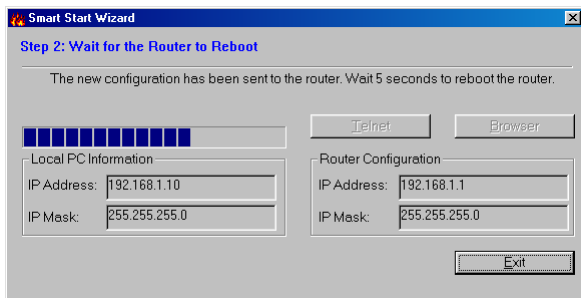 Smart Start Wizard
Step 2: Wait for the Router to Reboot
The new configuration has been sent to the router. Wait 5 seconds to reboot the router.
Telnet Browser
Local PC Information
IP Address: 192.168.1.10
IP Mask: 255.255.255.0
Router Configuration
IP Address: 192.168.1.1
IP Mask: 255.255.255.0
Exit